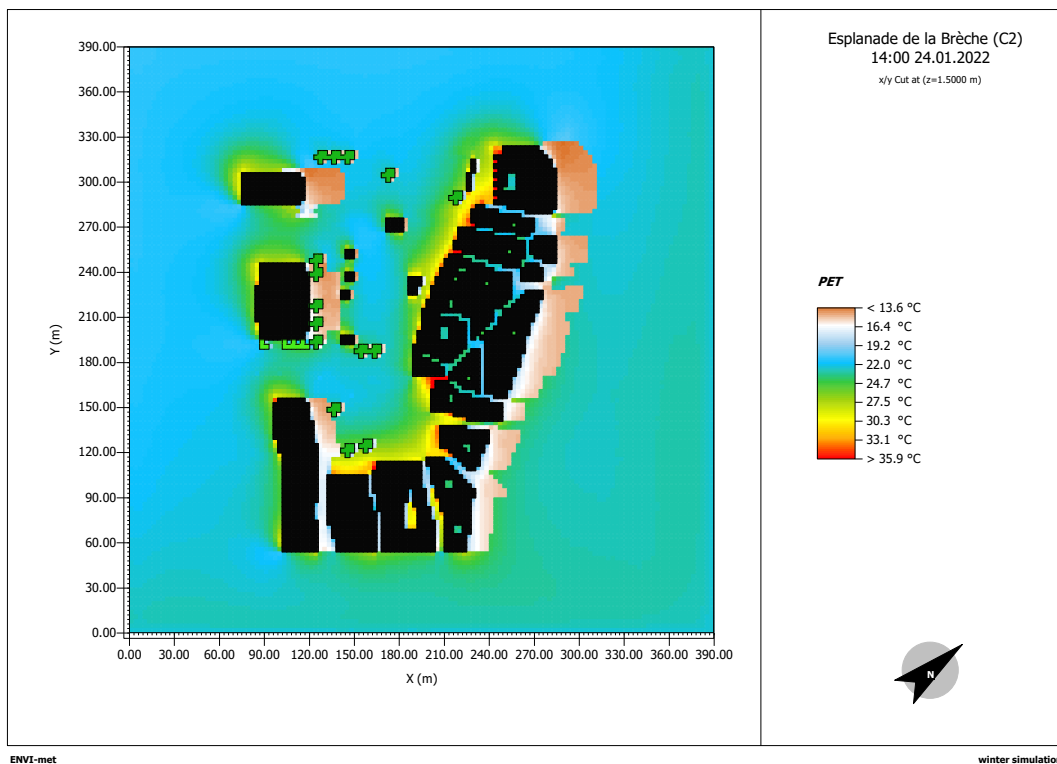 Esplanade de la Brèche (C2)
14:00 24.01.2022
x/y Cut at (z=1.5000 m)
390.00
360.00
330.00
300.00
270.00
240.00
210.00
180.00
150.00
120.00
90.00
60.00
30.00
0.00
Y (m)
0.00 30.00 60.00 90.00 120.00 150.00 180.00 210.00 240.00 270.00 300.00 330.00 360.00 390.00
X (m)
PET
< 13.6 °C
16.4 °C
19.2 °C
22.0 °C
24.7 °C
27.5 °C
30.3 °C
33.1 °C
> 35.9 °C
N
ENVI-met
winter simulation